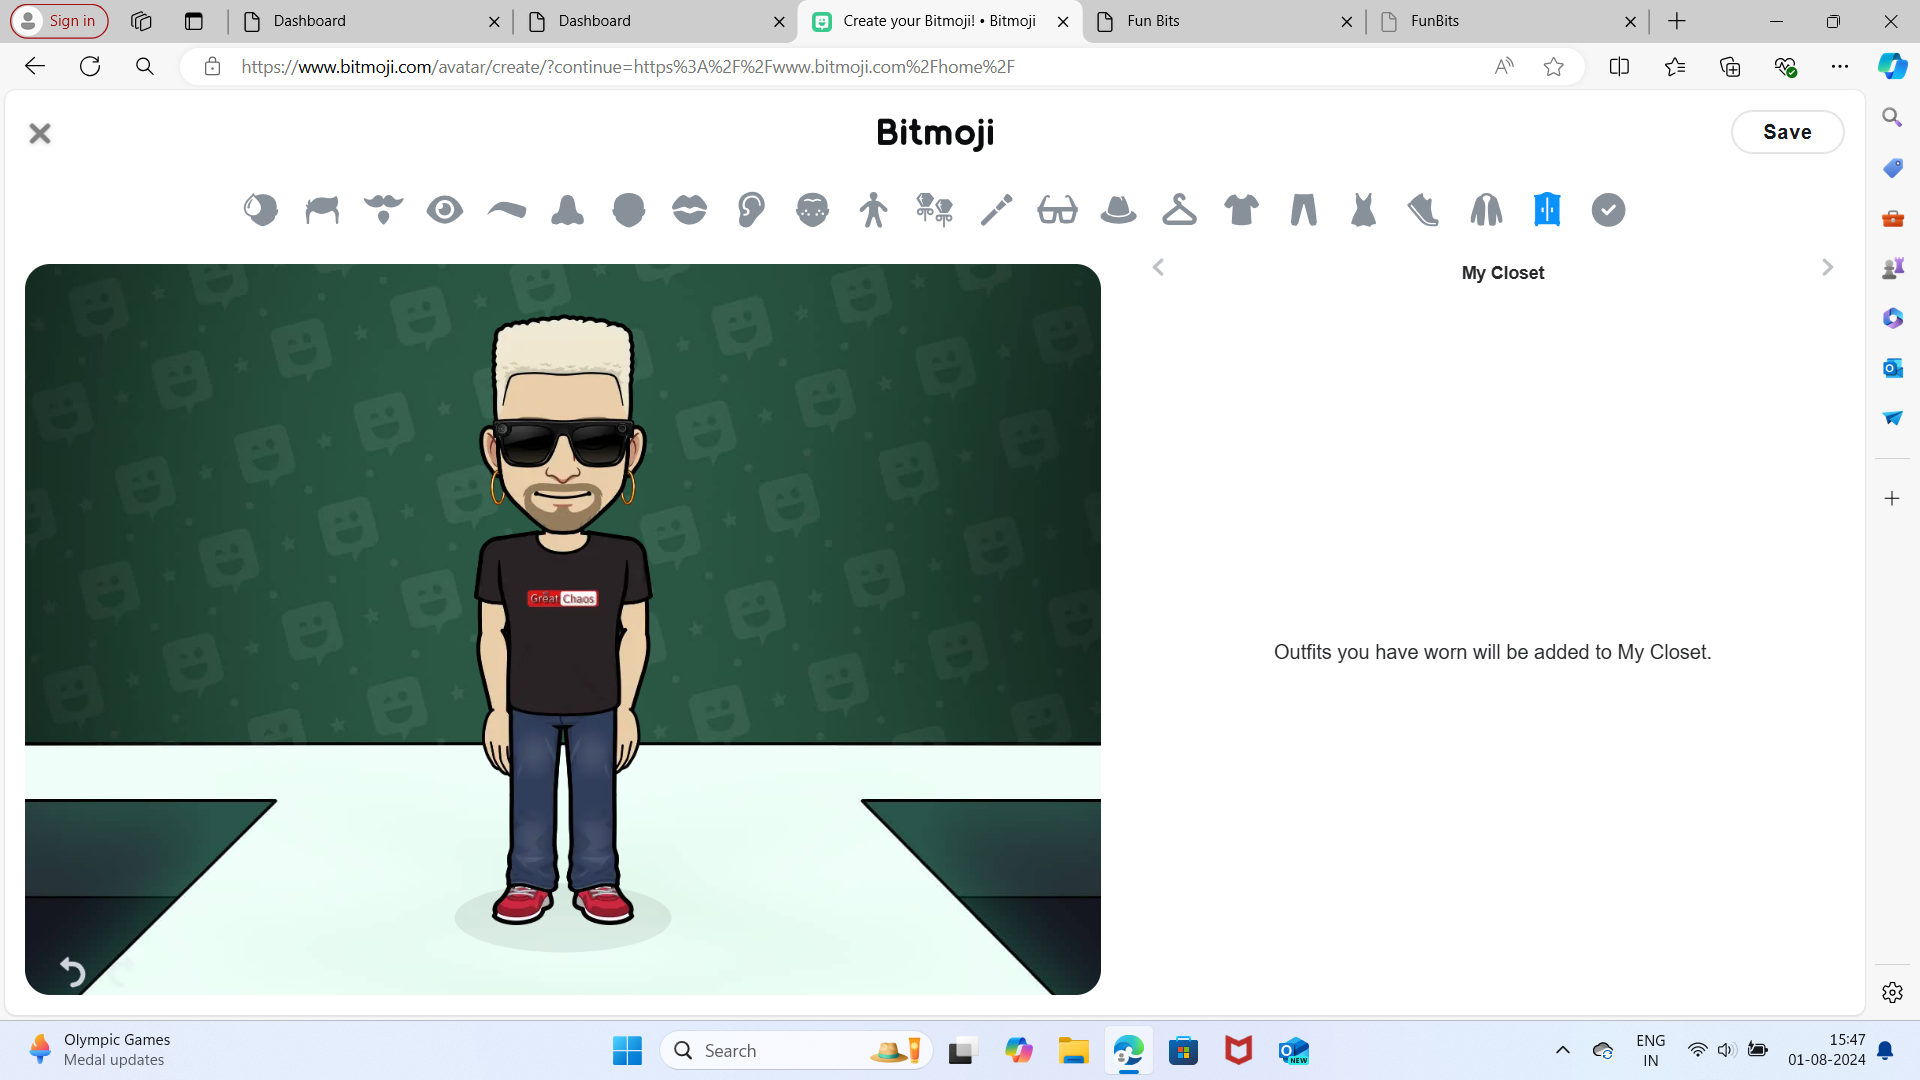 Sign in
Dashboard
Dashboard
Create your Bitmoji! • Bitmoji
Fun Bits
FunBits
https://www.bitmoji.com/avatar/create/?continue=https%3A%2F%2Fwww.bitmoji.com%2Fhome%2F
Bitmoji
Save
My Closet
Great Chaos
Outfits you have worn will be added to My Closet.
Olympic Games
Medal updates
Search
NEW
ENG
IN
15:47
01-08-2024